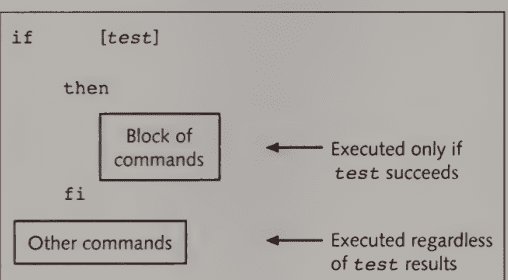 if [test]
then
Block of
commands
Executed only if
test succeeds
fi
Other commands
Executed regardless
of test results